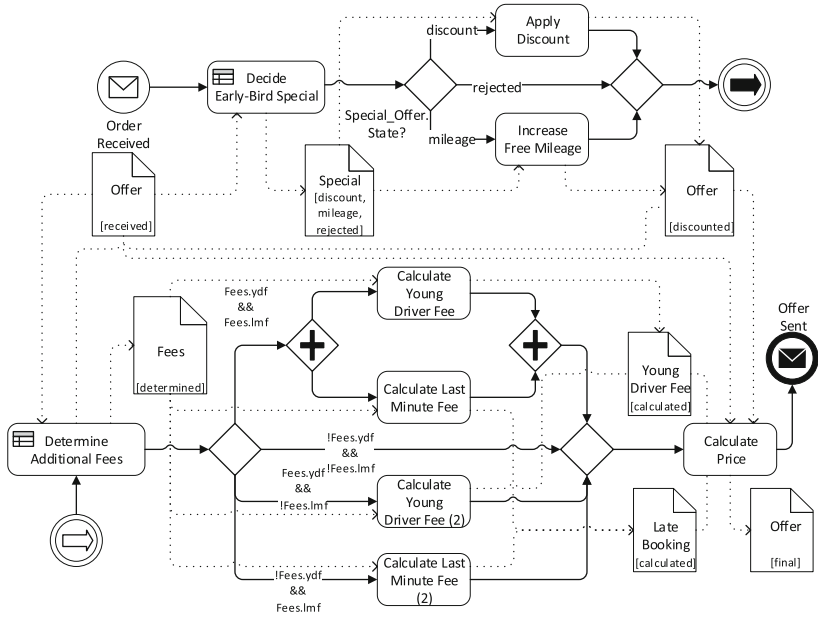 discount
Apply
Discount
Decide
Early-Bird Special
rejected
Order
Received
Special_Offer.
State?
mileage
Increase
Free Mileage
Offer
[received]
Special
[discount,
mileage,
rejected]
Offer
[discounted]
Fees.ydf
&&
Fees.lmf
Calculate
Young
Driver Fee
Offer
Sent
Fees
[determined]
Young
Driver Fee
[calculated]
Calculate Last
Minute Fee
Determine
Additional Fees
!Fees.ydf
&&
!Fees.lmf
Calculate
Price
Fees.ydf
&&
!Fees.lmf
Calculate
Young
Driver Fee (2)
Late
Booking
[calculated]
Offer
[final]
!Fees.ydf
&&
Fees.lmf
Calculate Last
Minute Fee
(2)